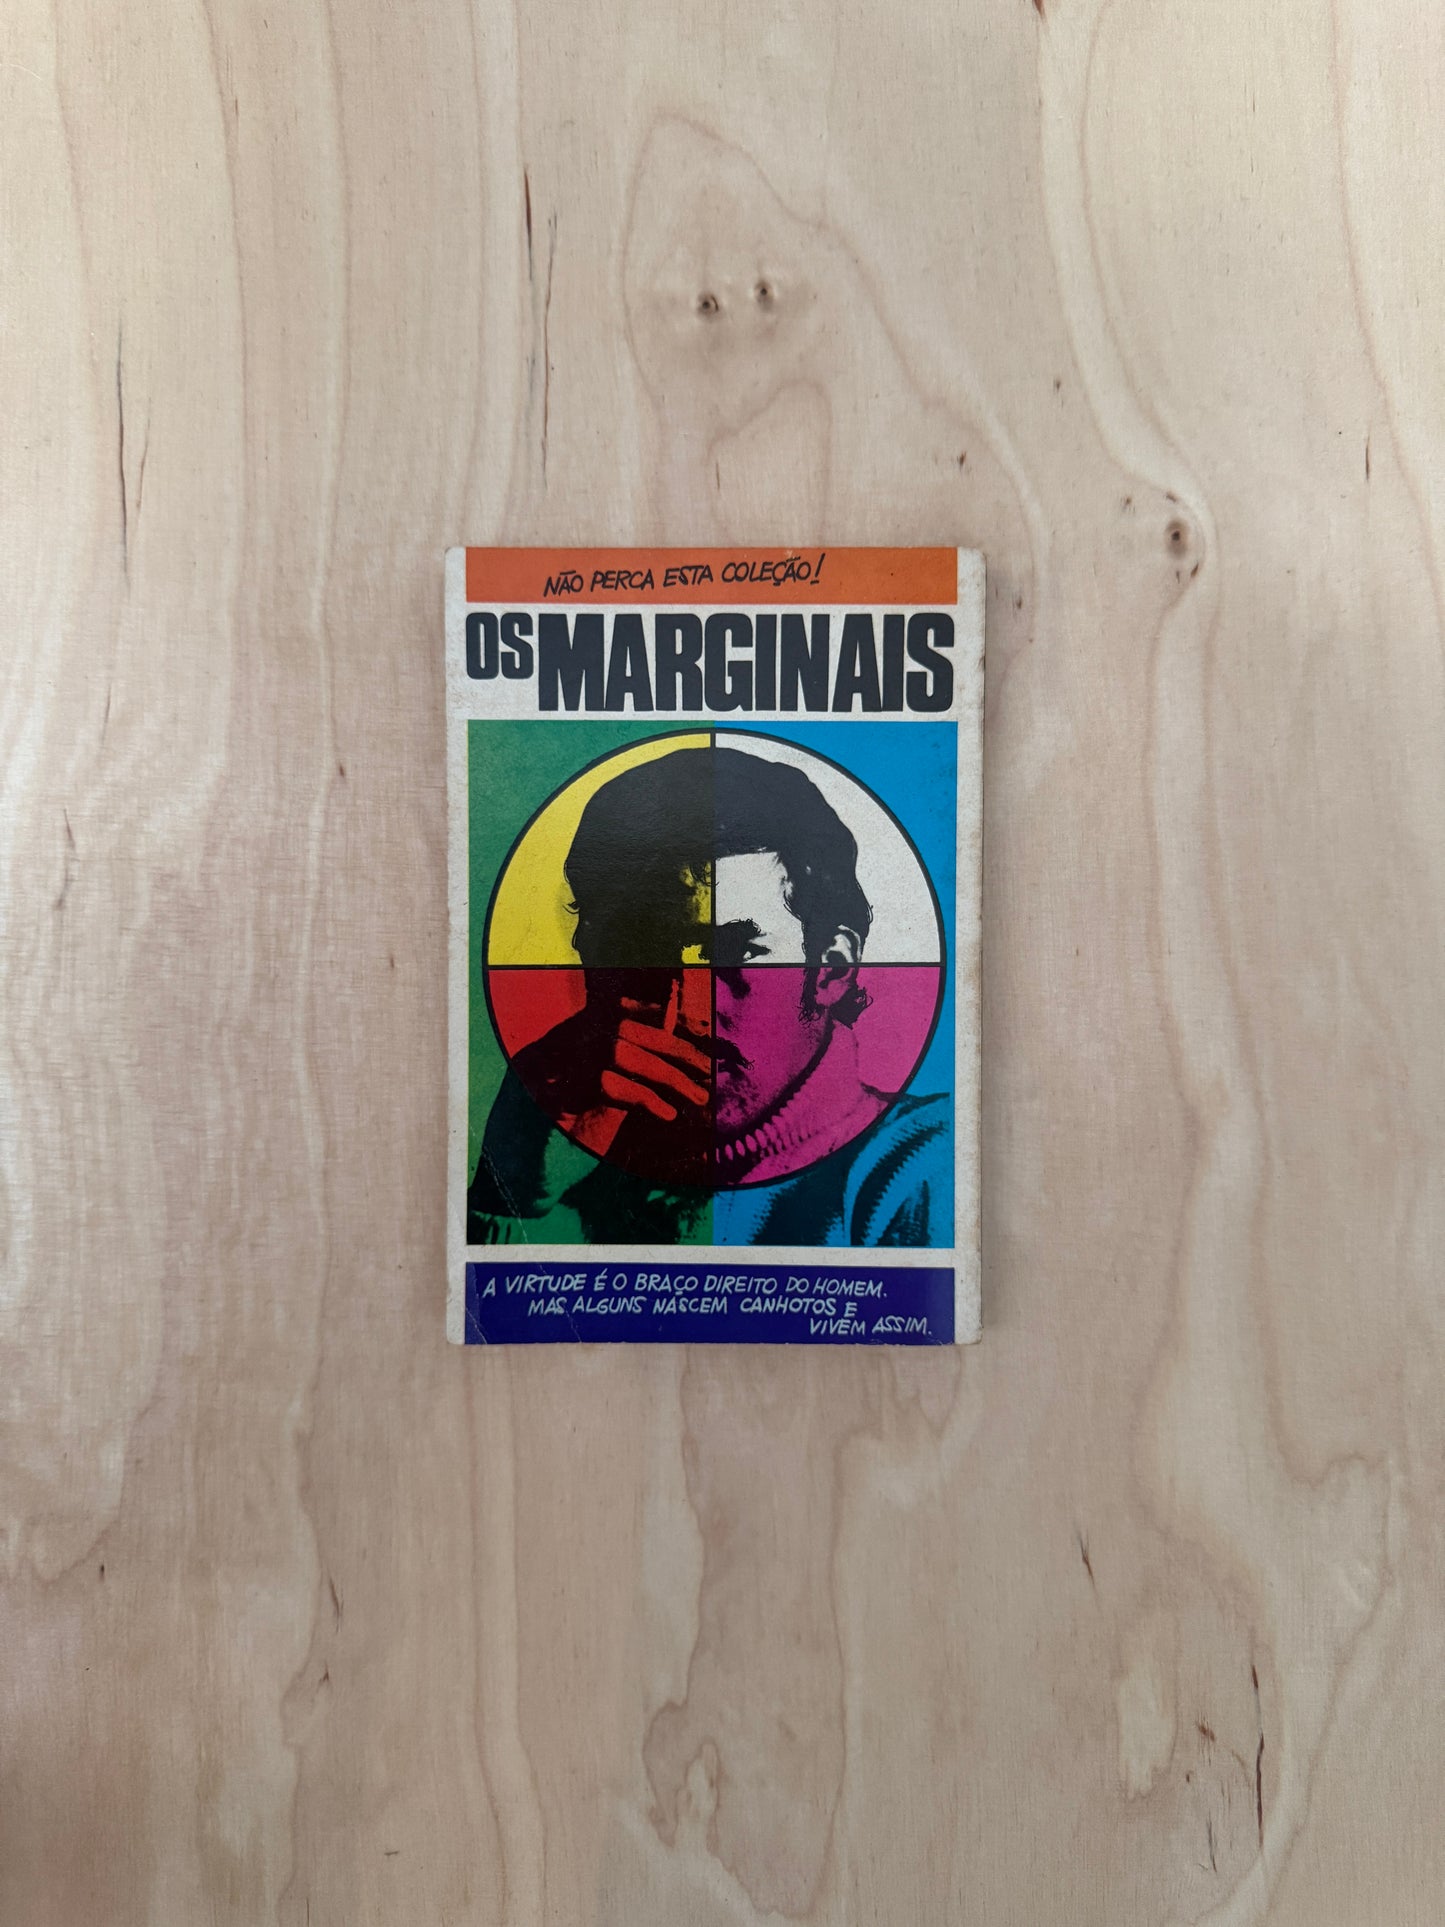 NÃO PERCA ESTA COLEÇÃO!
OS MARGINAIS
A VIRTUDE É O BRAÇO DIREITO DO HOMEM.
MAS ALGUNS NASCEM CANHOTOS E
VIVEM ASSIM.